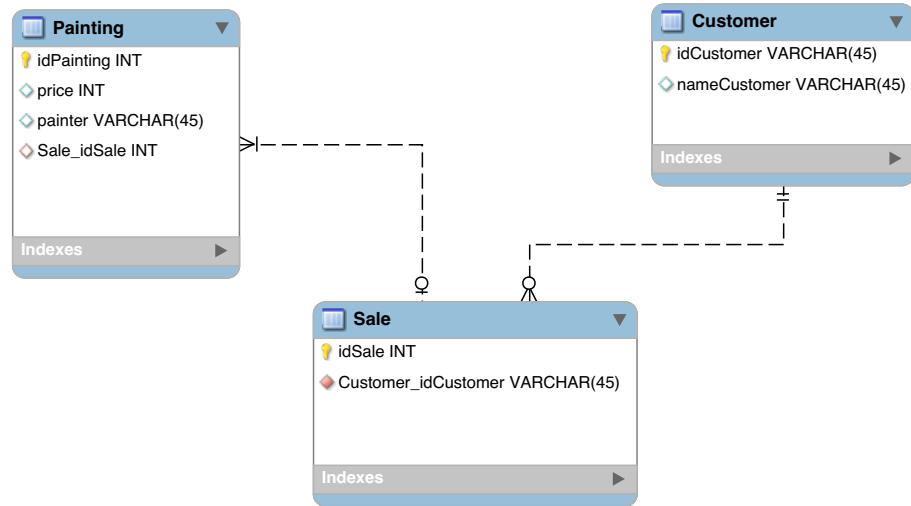 Painting
idPainting INT
price INT
painter VARCHAR(45)
Sale_idSale INT
Indexes
Customer
idCustomer VARCHAR(45)
nameCustomer VARCHAR(45)
Indexes
Sale
idSale INT
Customer_idCustomer VARCHAR(45)
Indexes